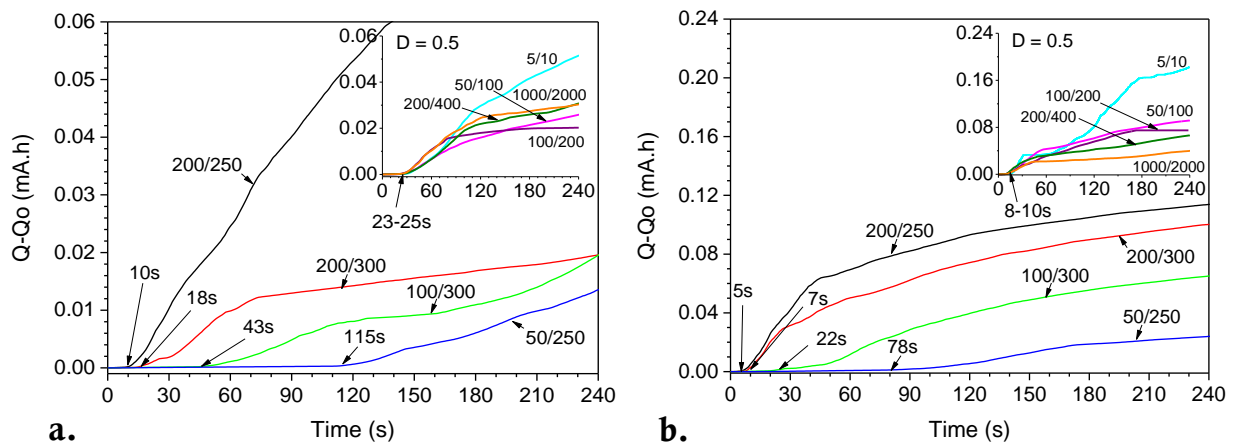 Q-Qo (mA.h)
0.06
0.05
0.04
0.03
0.02
0.01
0.00
0 30 60 90 120 150 180 210 240
Time (s)
a.
200/250
10s
18s
43s
115s
200/300
100/300
50/250
D = 0.5
0.06
0.04
0.02
0.00
0 60 120 180 240
5/10
50/100
200/400
1000/2000
100/200
23-25s
Q-Qo (mA.h)
0.24
0.20
0.16
0.12
0.08
0.04
0.00
0 30 60 90 120 150 180 210 240
Time (s)
b.
200/250
5s
7s
22s
78s
200/300
100/300
50/250
D = 0.5
0.24
0.16
0.08
0.00
0 60 120 180 240
5/10
100/200
50/100
200/400
1000/2000
8-10s